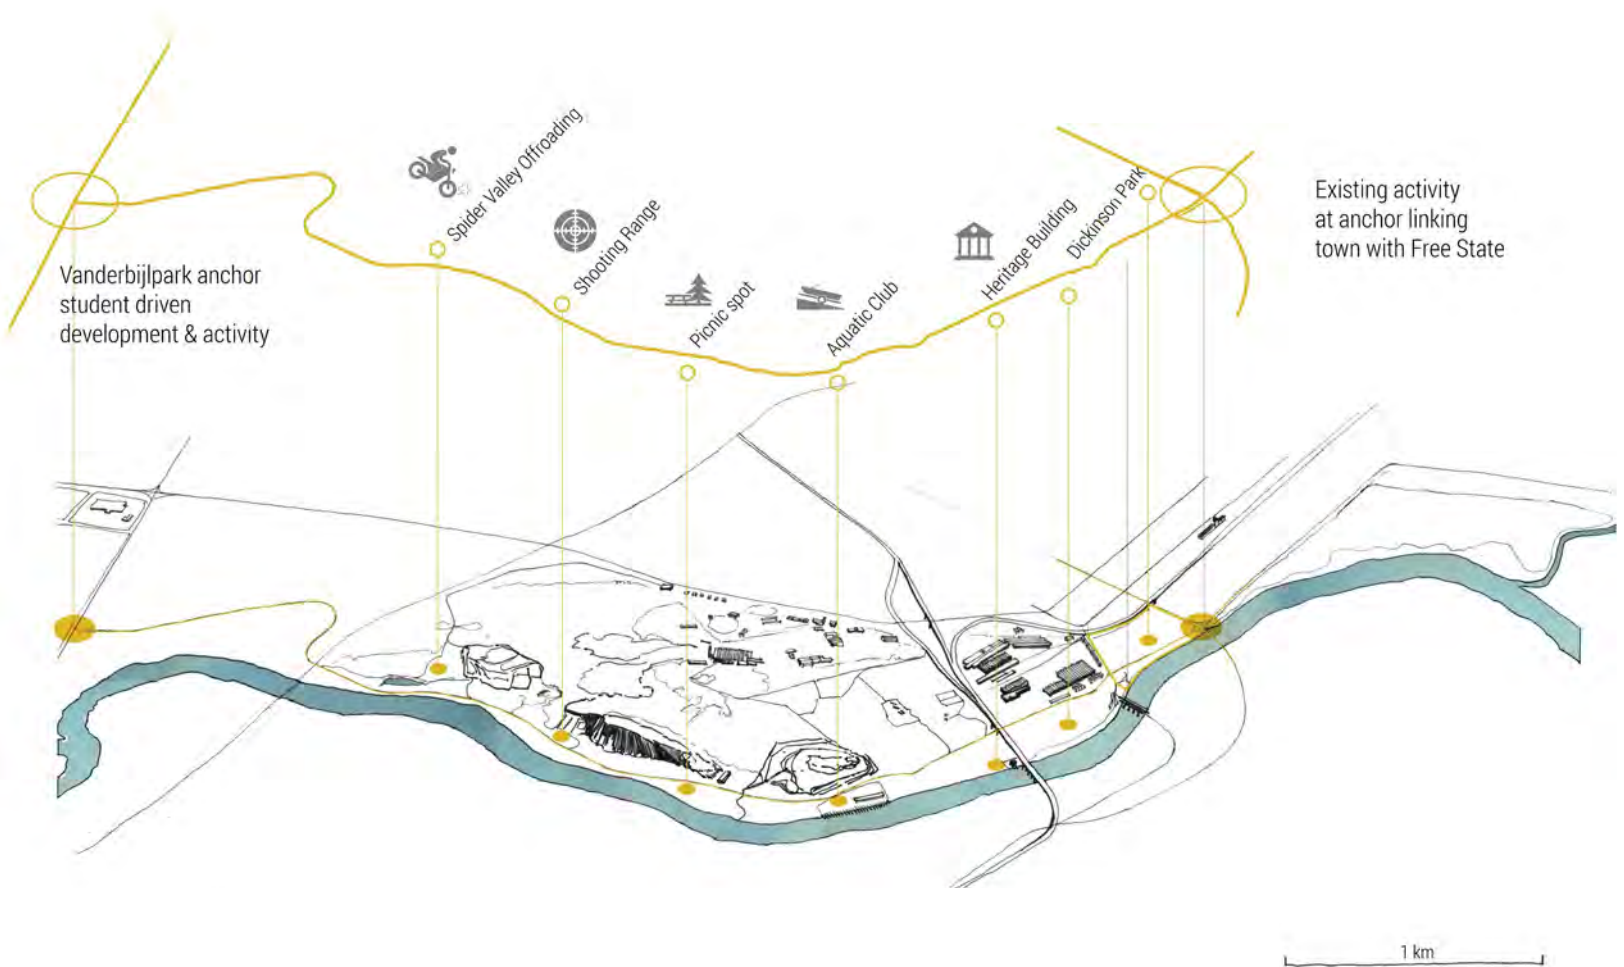 Spider Valley Offroading
Shooting Range
Picnic spot
Aquatic Club
Heritage Building
Dickinson Park
Existing activity
at anchor linking
town with Free State
Vanderbijlpark anchor
student driven
development & activity
1 km